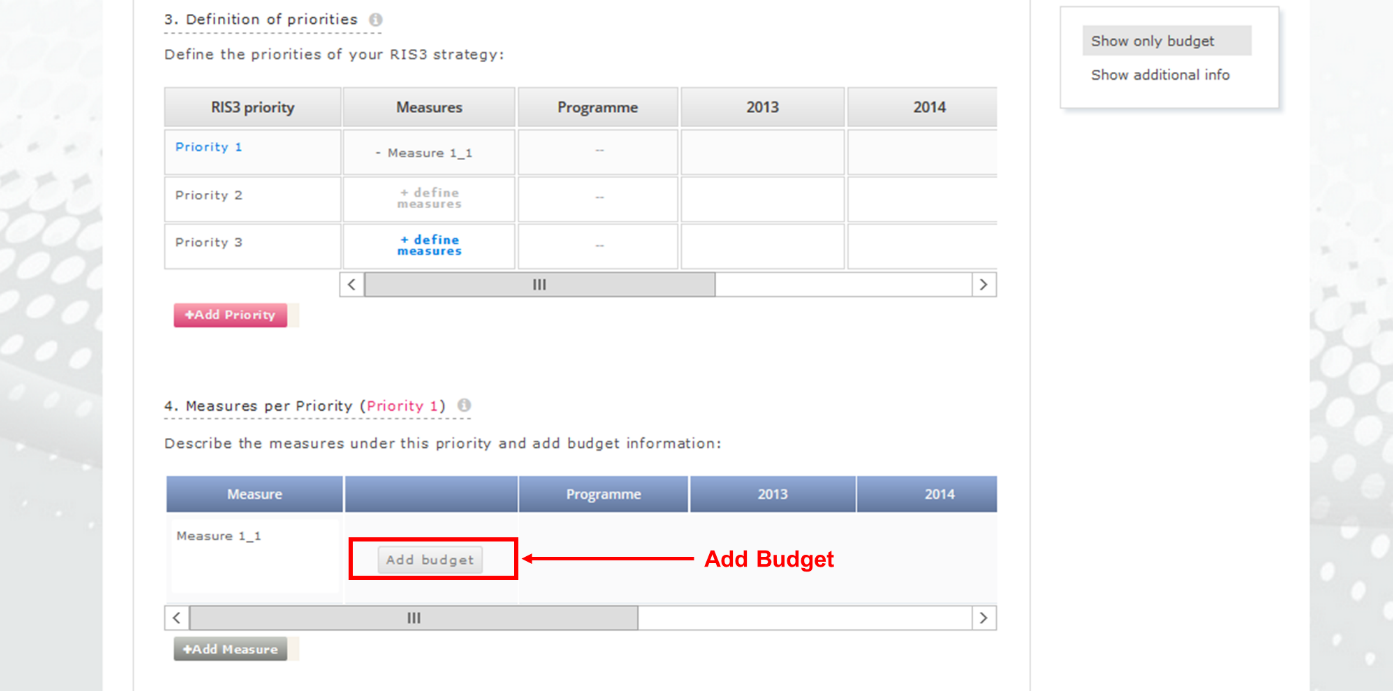 3. Definition of priorities
Define the priorities of your RIS3 strategy:
Show only budget
Show additional info
RIS3 priority Measures Programme 2013 2014
Priority 1 - Measure 1_1 --
Priority 2 + define measures --
Priority 3 + define measures --
+Add Priority
4. Measures per Priority (Priority 1)
Describe the measures under this priority and add budget information:
Measure Programme 2013 2014
Measure 1_1
Add budget Add Budget
+Add Measure